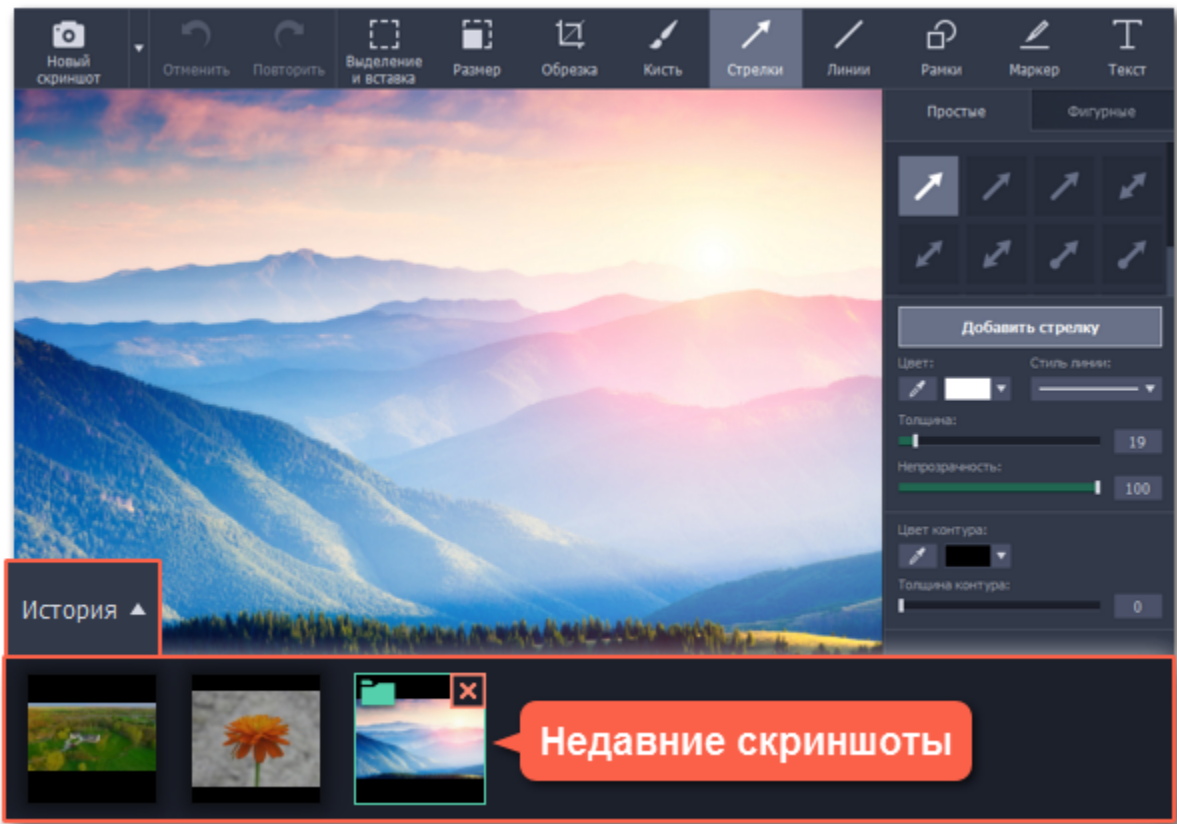 Новый
скриншот
Отменить
Повторить
Выделение
и вставка
Размер
Обрезка
Кисть
Стрелки
Линии
Рамки
Маркер
Текст
Простые
Фигурные
Добавить стрелку
Цвет:
Стиль линии:
Толщина:
19
Непрозрачность:
100
Цвет контура:
Толщина контура:
0
История
Недавние скриншоты